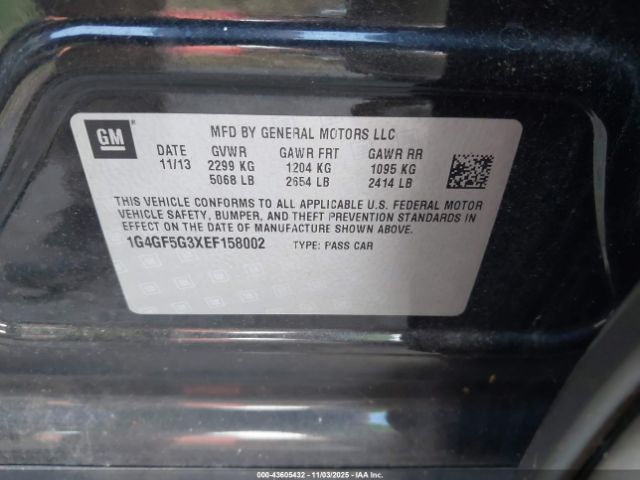 GM
MFD BY GENERAL MOTORS LLC
DATE GVWR GAWR FRT GAWR RR
11/13 2299 KG 1204 KG 1095 KG
5068 LB 2654 LB 2414 LB
THIS VEHICLE CONFORMS TO ALL APPLICABLE U.S. FEDERAL MOTOR
VEHICLE SAFETY, BUMPER, AND THEFT PREVENTION STANDARDS IN
EFFECT ON THE DATE OF MANUFACTURE SHOWN ABOVE.
1G4GF5G3XEF158002 TYPE: PASS CAR
00-43605432 - 11/03/2025 - IAAI, Inc.